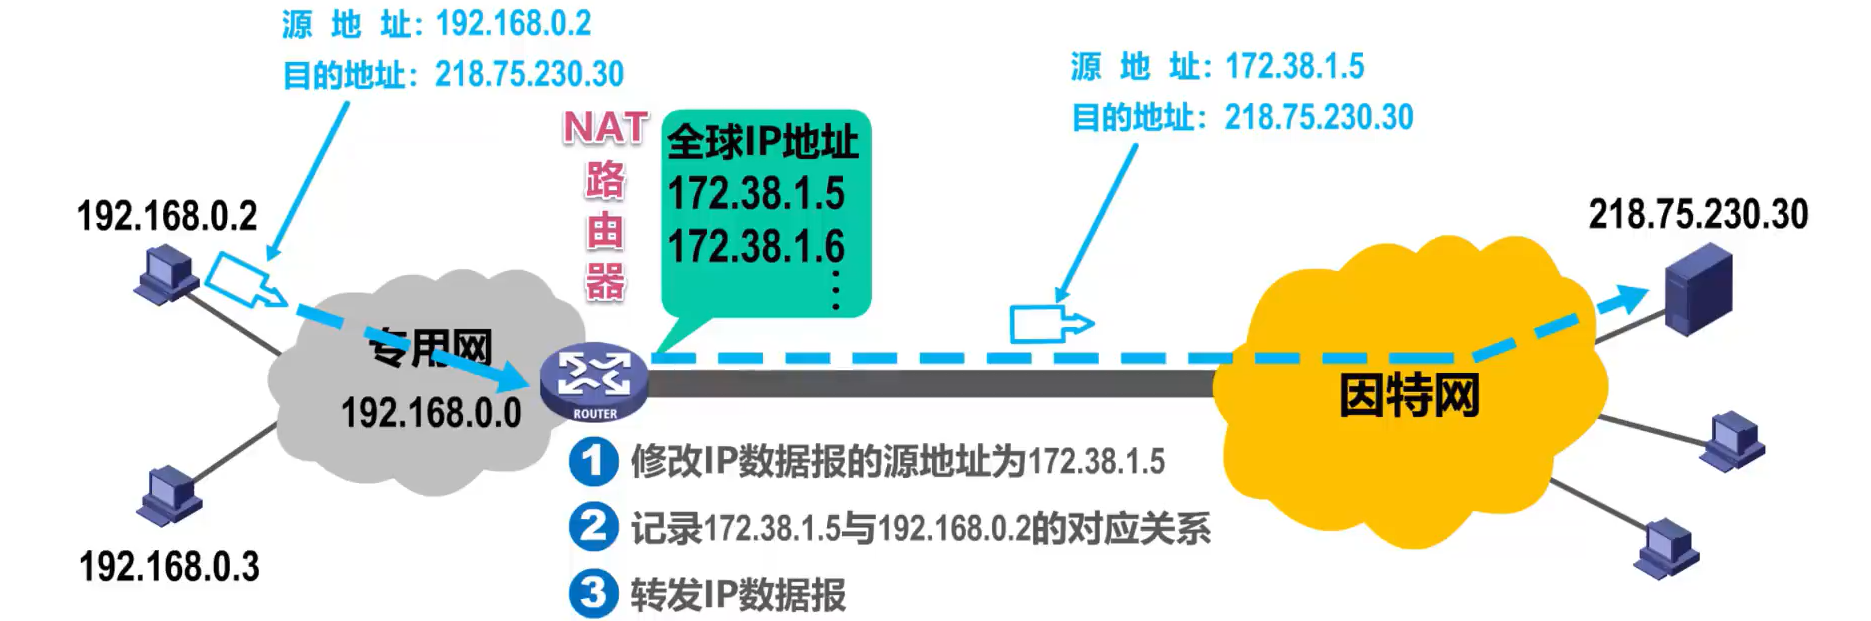 源 地 址：192.168.0.2
目的地址：218.75.230.30
源 地 址：172.38.1.5
目的地址：218.75.230.30
NAT
路
由
器
全球IP地址
172.38.1.5
172.38.1.6
⋮
192.168.0.2
218.75.230.30
专用网
192.168.0.0
ROUTER
因特网
192.168.0.3
1 修改IP数据报的源地址为172.38.1.5
2 记录172.38.1.5与192.168.0.2的对应关系
3 转发IP数据报